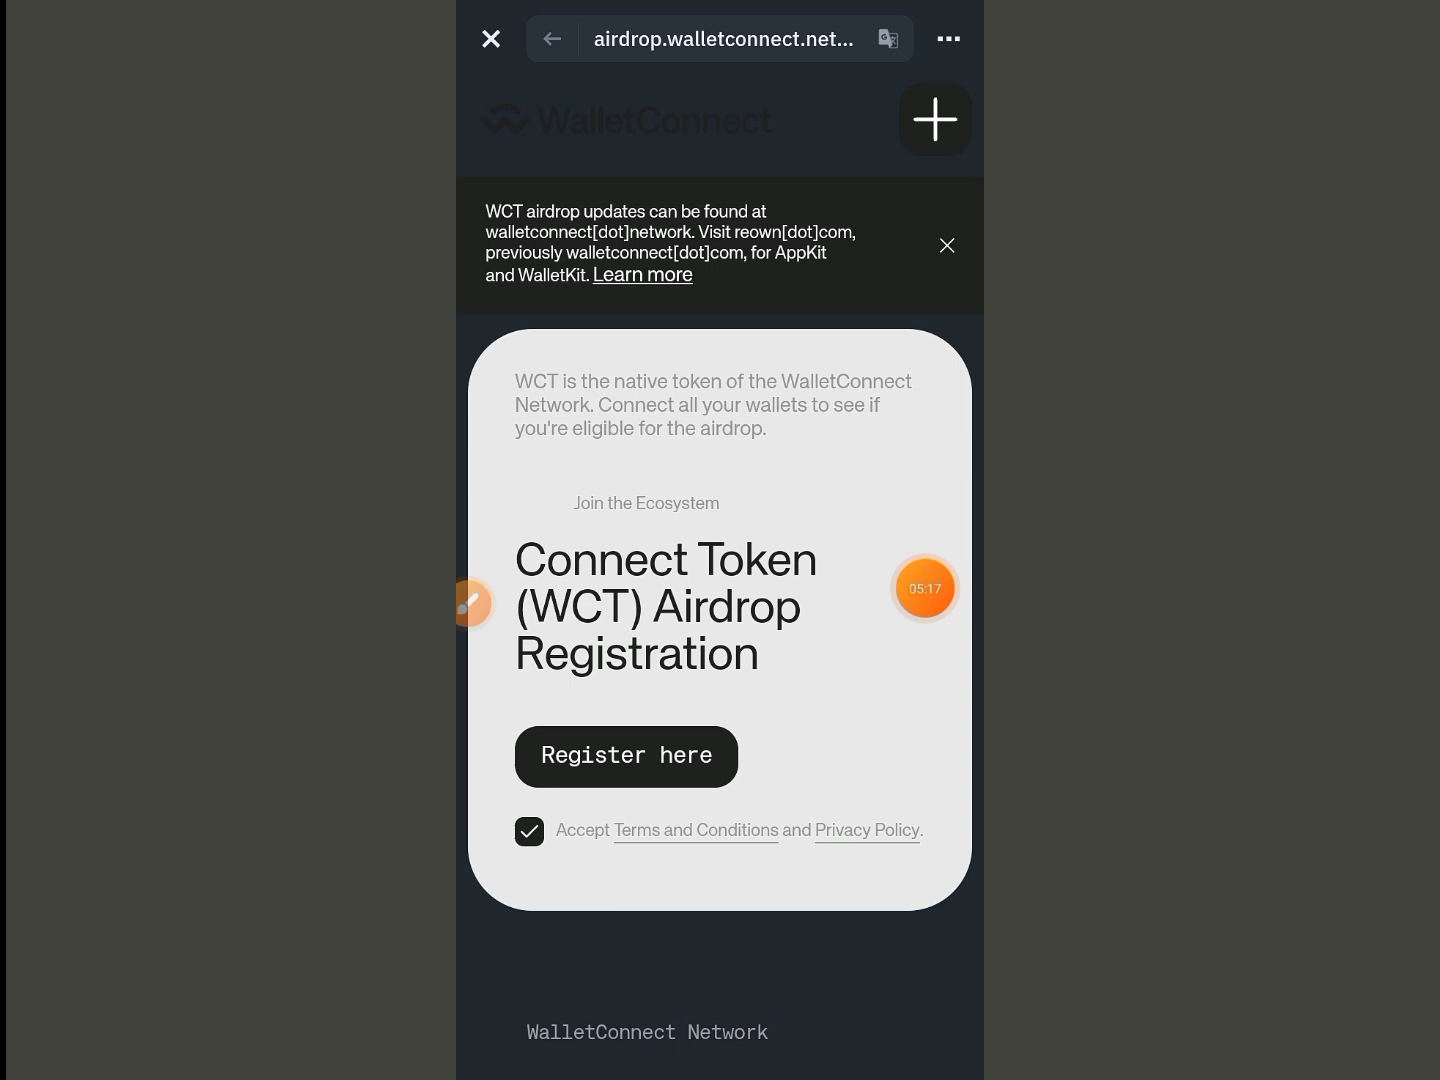 airdrop.walletconnect.net...
WalletConnect
WCT airdrop updates can be found at
walletconnect[dot]network. Visit reown[dot]com,
previously walletconnect[dot]com, for AppKit
and WalletKit. Learn more
WCT is the native token of the WalletConnect
Network. Connect all your wallets to see if
you're eligible for the airdrop.
Join the Ecosystem
Connect Token
(WCT) Airdrop
Registration
05:17
Register here
Accept Terms and Conditions and Privacy Policy.
WalletConnect Network